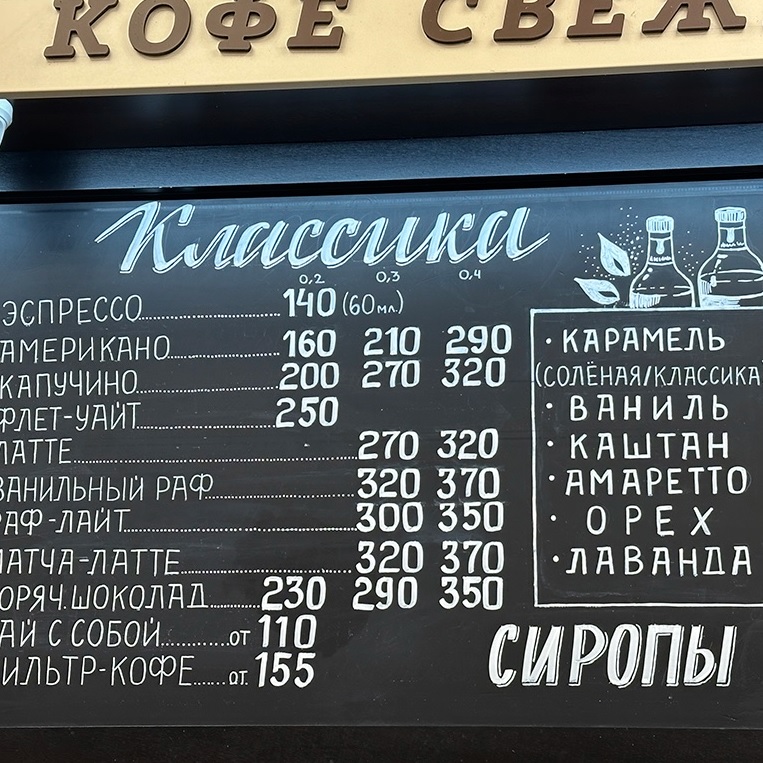 КОФЕ СВЕЖ
Классика
0,2 0,3 0,4
ЭСПРЕССО 140 (60мл.)
АМЕРИКАНО 160 210 290
КАПУЧИНО 200 270 320
ФЛЕТ-УАЙТ 250
ЛАТТЕ 270 320
ВАНИЛЬНЫЙ РАФ 320 370
РАФ-ЛАЙТ 300 350
МАТЧА-ЛАТТЕ 320 370
ГОРЯЧ.ШОКОЛАД 230 290 350
ЧАЙ С СОБОЙ от 110
ФИЛЬТР-КОФЕ от 155
· КАРАМЕЛЬ
(СОЛЁНАЯ/КЛАССИКА)
· ВАНИЛЬ
· КАШТАН
· АМАРЕТТО
· ОРЕХ
· ЛАВАНДА
СИРОПЫ